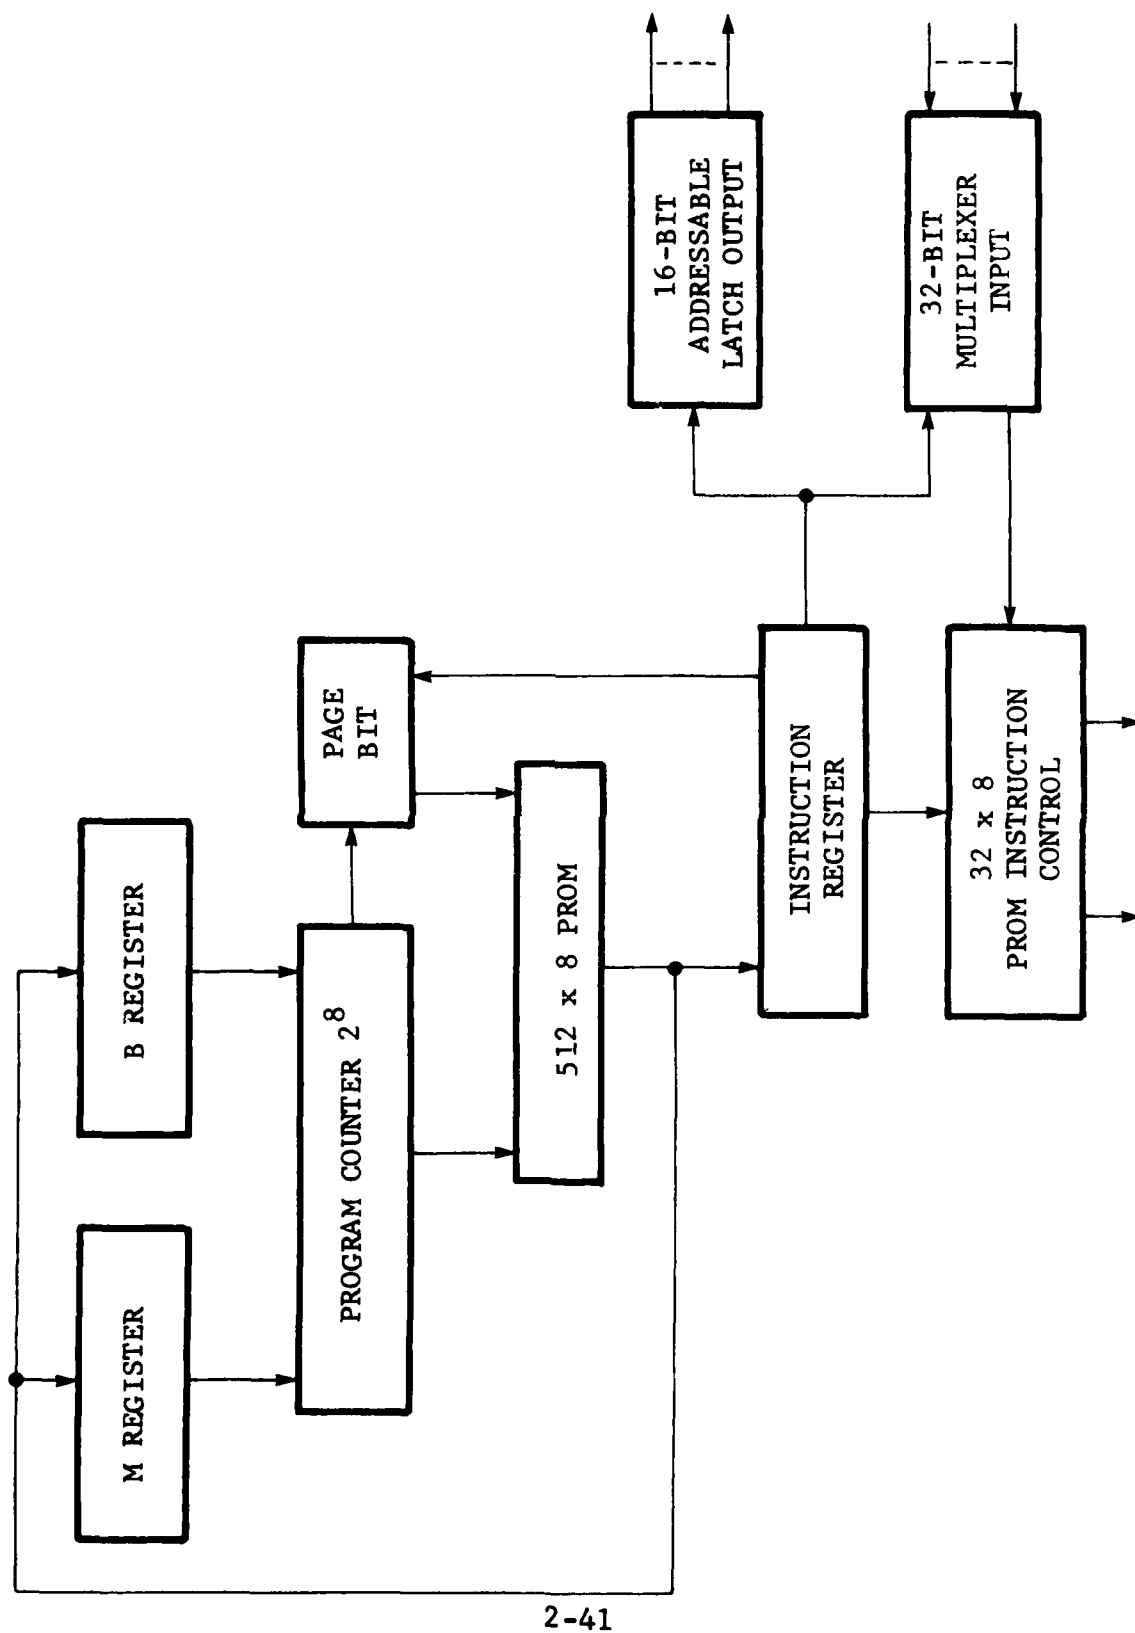 M REGISTER
B REGISTER
PROGRAM COUNTER 2⁸
PAGE
BIT
512 x 8 PROM
INSTRUCTION
REGISTER
32 x 8
PROM INSTRUCTION
CONTROL
16-BIT
ADDRESSABLE
LATCH OUTPUT
32-BIT
MULTIPLEXER
INPUT
2-41